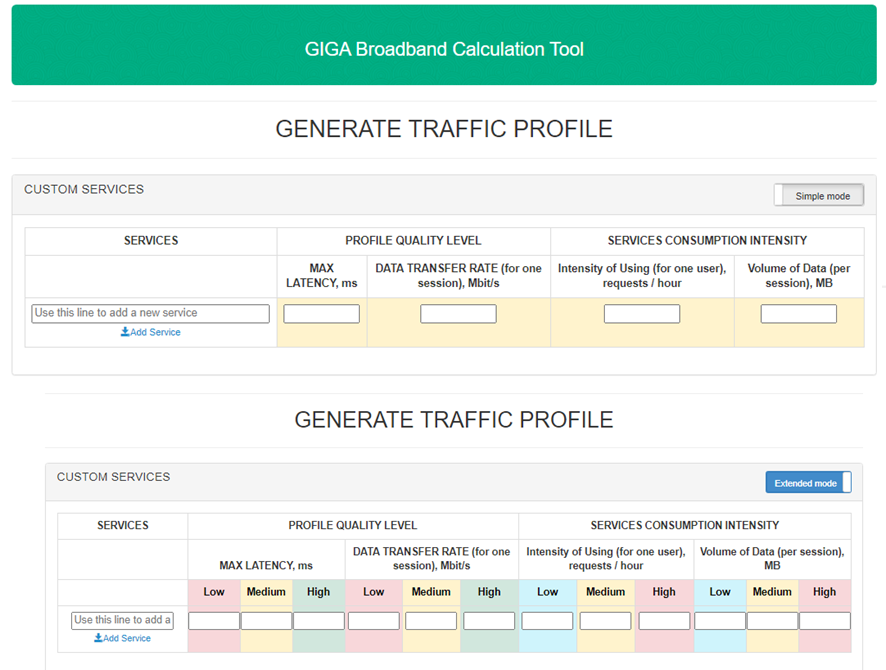 GIGA Broadband Calculation Tool
GENERATE TRAFFIC PROFILE
CUSTOM SERVICES
Simple mode
SERVICES PROFILE QUALITY LEVEL SERVICES CONSUMPTION INTENSITY
MAX DATA TRANSFER RATE (for one Intensity of Using (for one user), Volume of Data (per
LATENCY, ms session), Mbit/s requests / hour session), MB
Use this line to add a new service
Add Service
GENERATE TRAFFIC PROFILE
CUSTOM SERVICES
Extended mode
SERVICES PROFILE QUALITY LEVEL SERVICES CONSUMPTION INTENSITY
DATA TRANSFER RATE (for one Intensity of Using (for one user), Volume of Data (per session),
MAX LATENCY, ms session), Mbit/s requests / hour MB
Low Medium High Low Medium High Low Medium High Low Medium High
Use this line to add a
Add Service